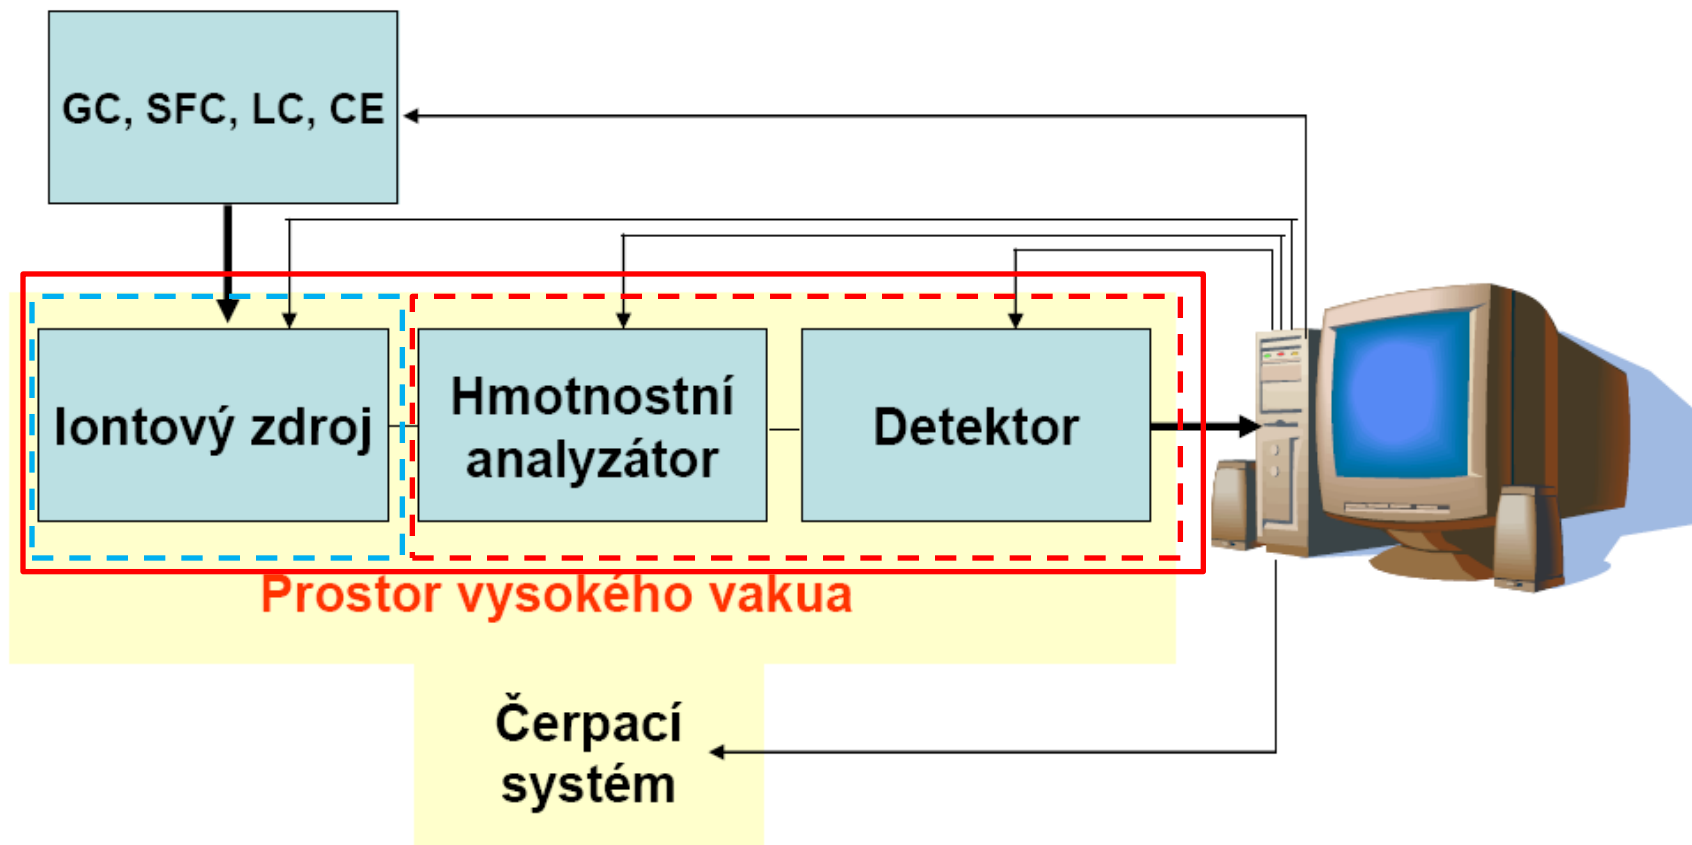 GC, SFC, LC, CE
Iontový zdroj
Hmotnostní
analyzátor
Detektor
Prostor vysokého vakua
Čerpací
systém